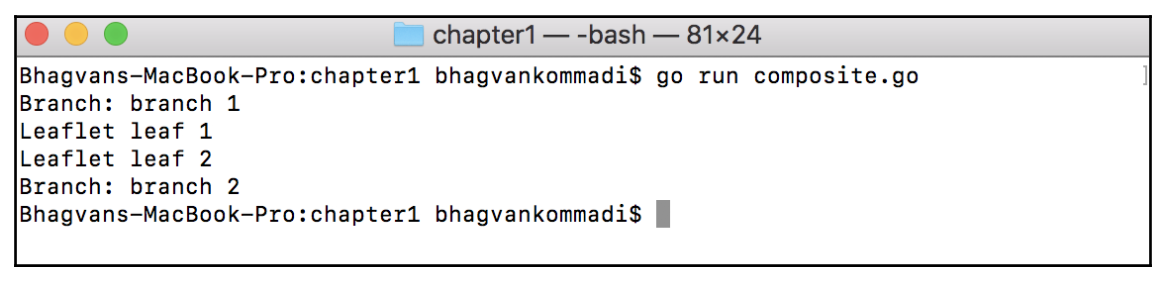 chapter1 — -bash — 81×24
Bhagvans-MacBook-Pro:chapter1 bhagvankommadi$ go run composite.go ]
Branch: branch 1
Leaflet leaf 1
Leaflet leaf 2
Branch: branch 2
Bhagvans-MacBook-Pro:chapter1 bhagvankommadi$